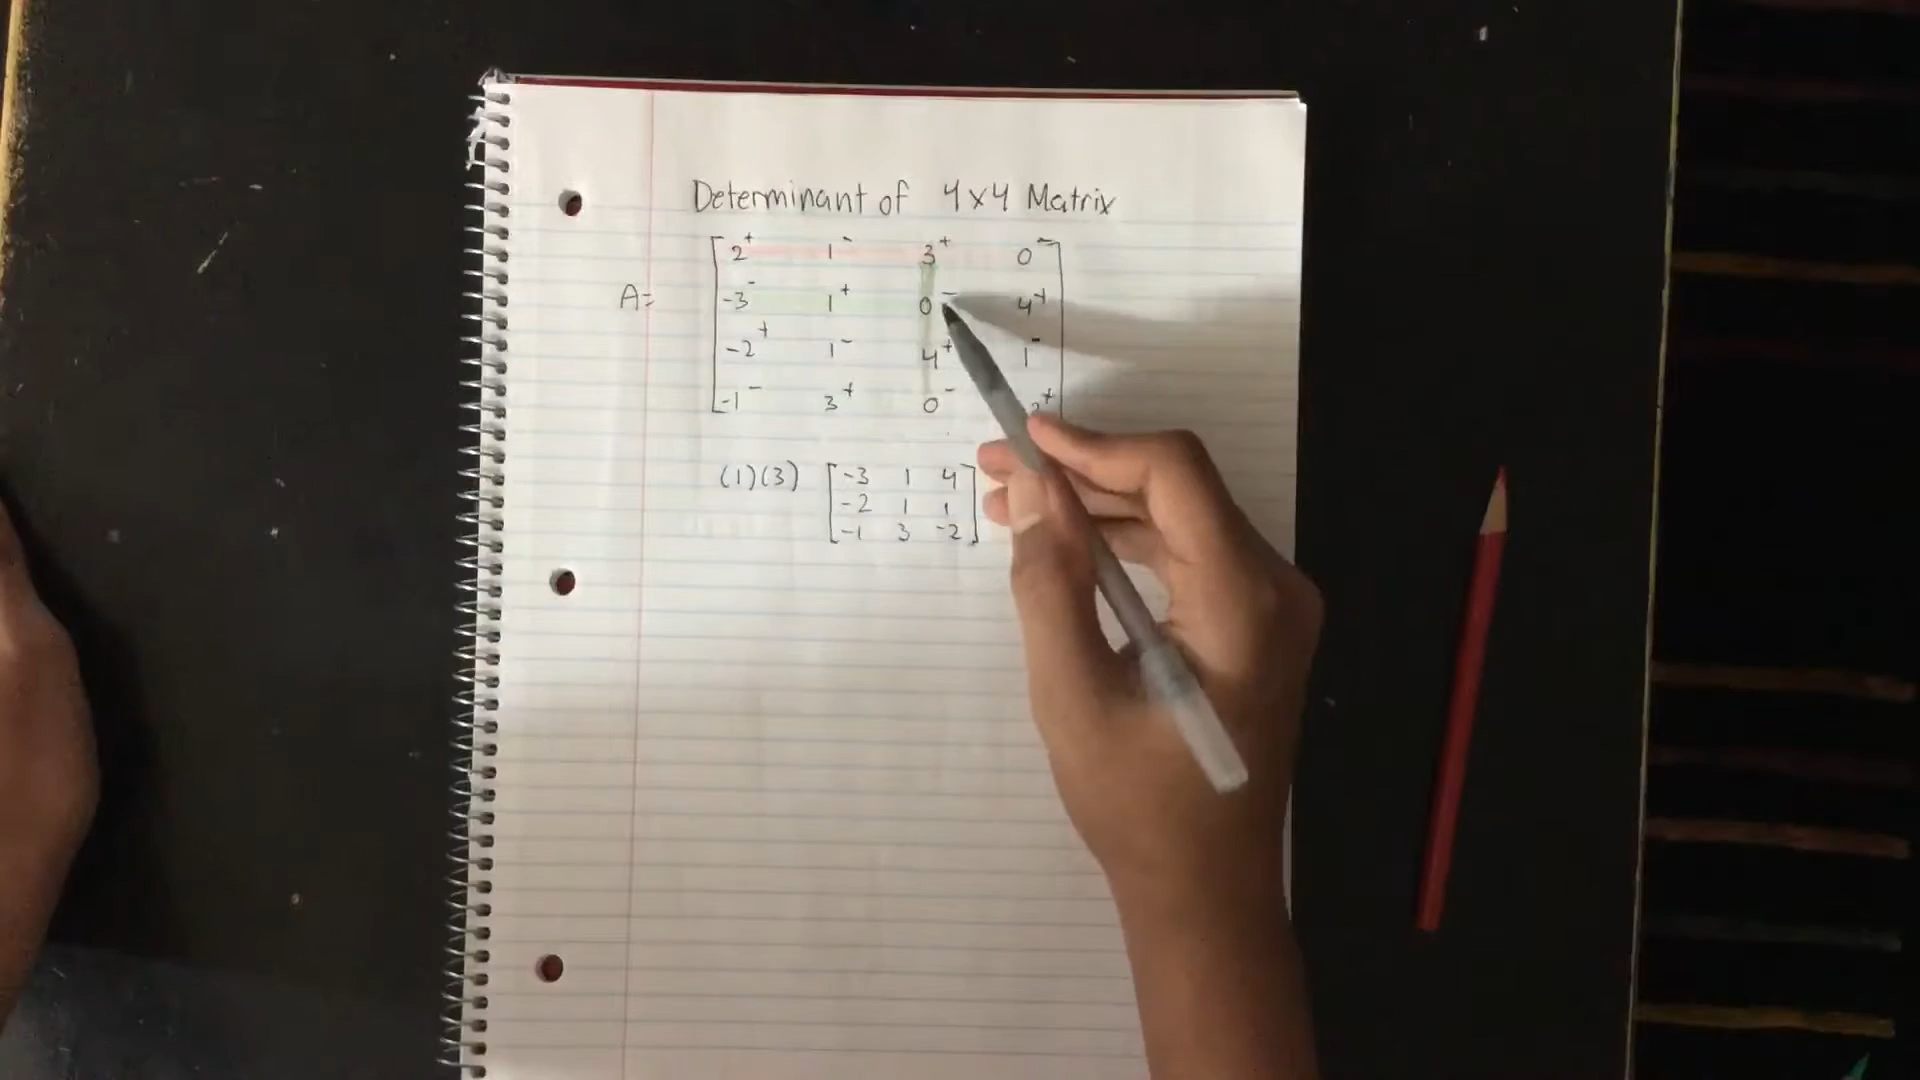 Determinant of 4x4 Matrix
2⁺ 1⁻ 3⁺ 0⁻
A= -3⁻ 1⁺ 0⁻ 4⁺
-2⁺ 1⁻ 4⁺ 1⁻
-1⁻ 3⁺ 0⁻
(1)(3) -3 1 4
-2 1 1
-1 3 -2